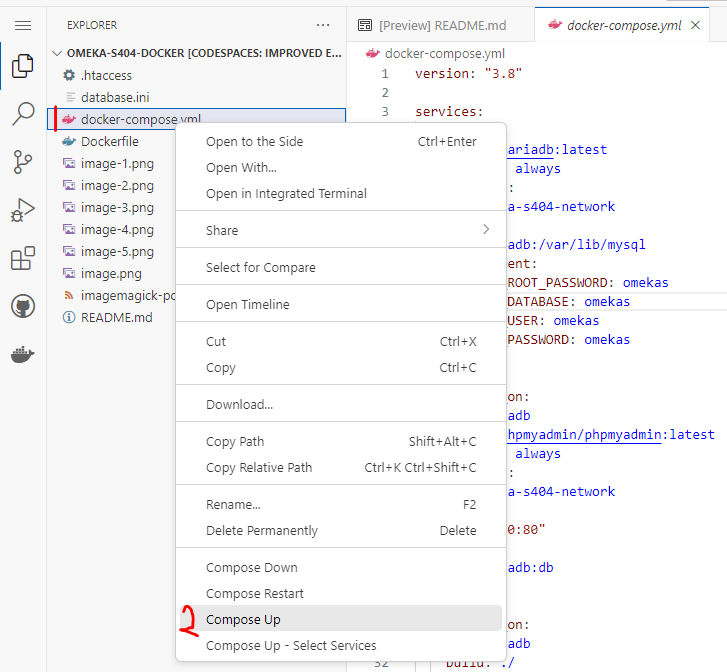 EXPLORER
[Preview] README.md
docker-compose.yml
OMEKA-S404-DOCKER [CODESPACES: IMPROVED E...
docker-compose.yml
.htaccess
1 version: "3.8"
database.ini
2
docker-compose.yml
3 services:
Dockerfile
image-1.png
image-2.png
image-3.png
image-4.png
image-5.png
image.png
imagemagick-po
README.md
Open to the Side Ctrl+Enter
Open With...
Open in Integrated Terminal
Share
Select for Compare
Open Timeline
Cut Ctrl+X
Copy Ctrl+C
Download...
Copy Path Shift+Alt+C
Copy Relative Path Ctrl+K Ctrl+Shift+C
Rename... F2
Delete Permanently Delete
Compose Down
Compose Restart
2 Compose Up
Compose Up - Select Services
ariadb:latest
always
:
a-s404-network
adb:/var/lib/mysql
ent:
ROOT_PASSWORD: omekas
DATABASE: omekas
USER: omekas
PASSWORD: omekas
on:
adb
hpmyadmin/phpmyadmin:latest
always
:
a-s404-network
0:80"
adb:db
on:
adb
32 build: ./